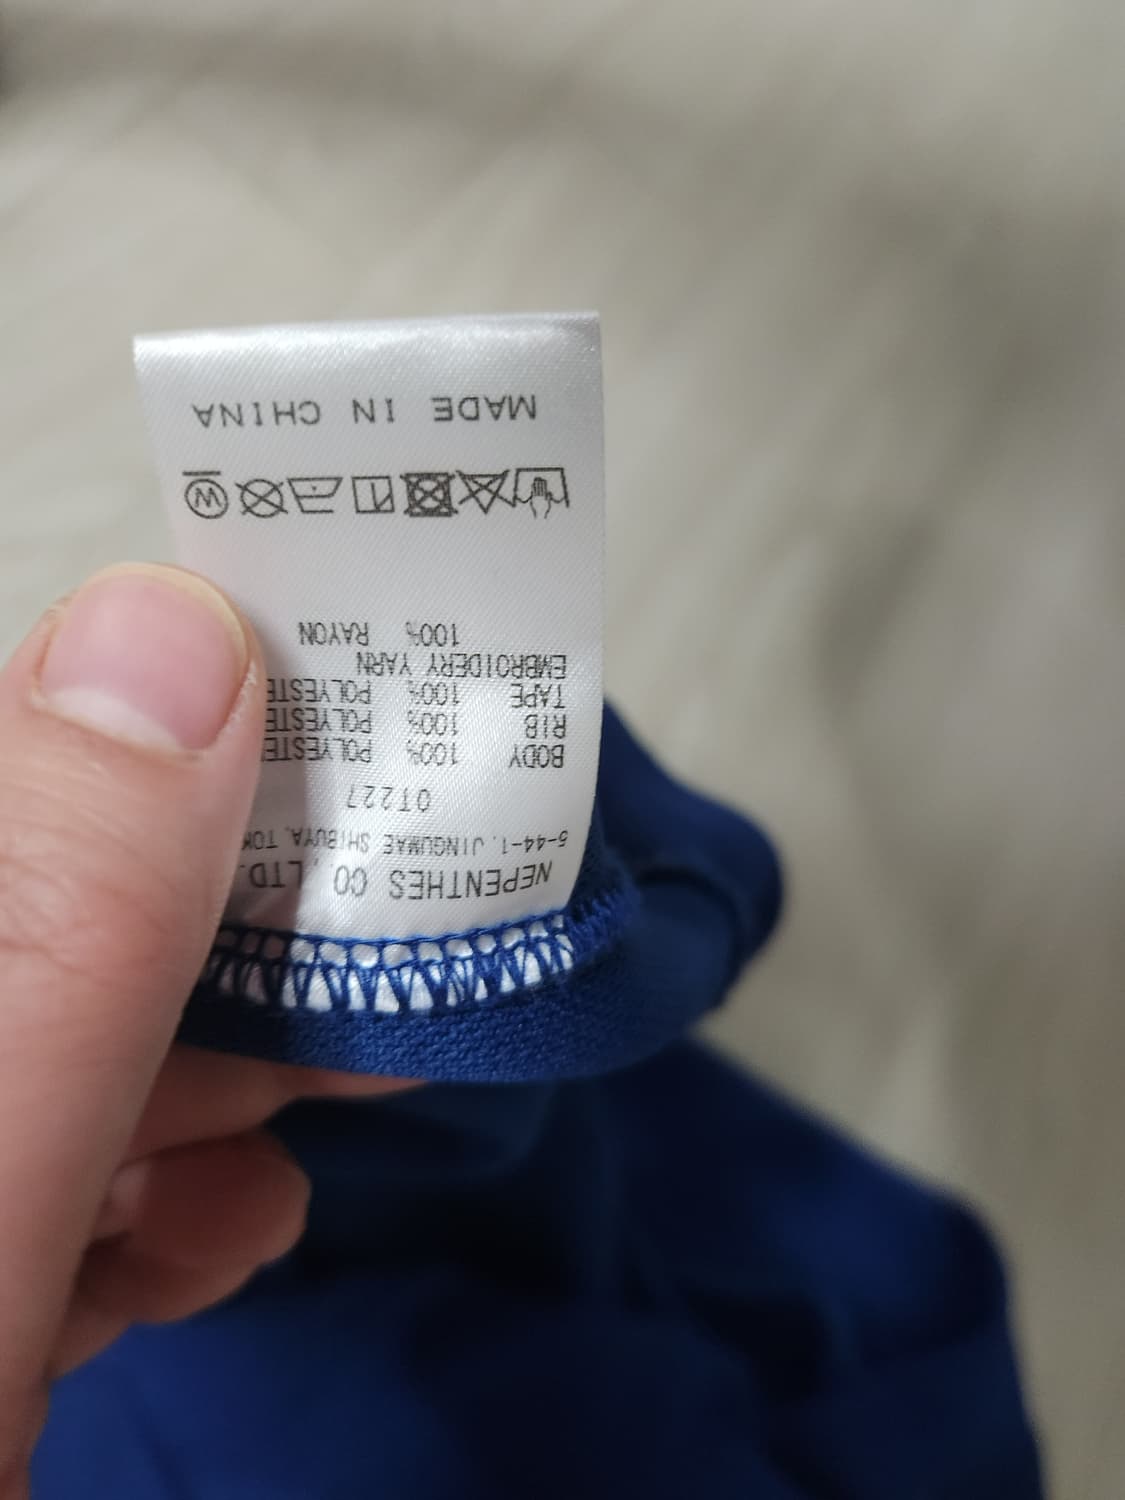 NEPENTHES CO.,LTD.
5-44-1, JINGUMAE SHIBUYA, TOK
OT227
BODY 100% POLYESTE
RIB 100% POLYESTE
TAPE 100% POLYESTE
EMBROIDERY YARN
100% RAYON
W
MADE IN CHINA